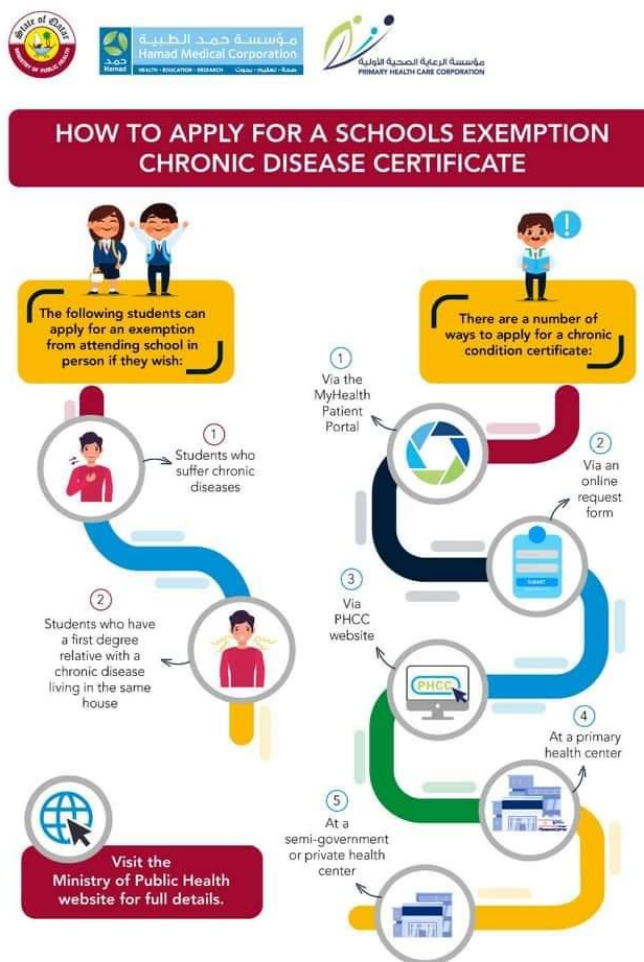 State of Qatar
MINISTRY OF PUBLIC HEALTH
حمد
Hamad
مؤسسة حمد الطبية
Hamad Medical Corporation
HEALTH • EDUCATION • RESEARCH صحة • تعليم • بحوث
مؤسسة الرعاية الصحية الأولية
PRIMARY HEALTH CARE CORPORATION
HOW TO APPLY FOR A SCHOOLS EXEMPTION
CHRONIC DISEASE CERTIFICATE
The following students can
apply for an exemption
from attending school in
person if they wish:
1
Students who
suffer chronic
diseases
2
Students who have
a first degree
relative with a
chronic disease
living in the same
house
Visit the
Ministry of Public Health
website for full details.
!
There are a number of
ways to apply for a chronic
condition certificate:
1
Via the
MyHealth
Patient
Portal
2
Via an
online
request
form
SUBMIT
3
Via
PHCC
website
PHCC
4
At a primary
health center
5
At a
semi-government
or private health
center